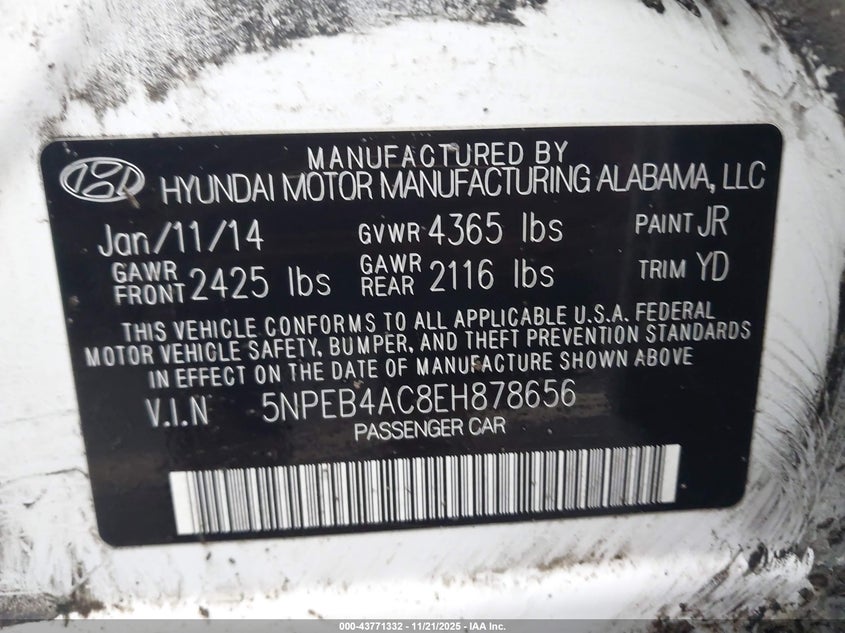 MANUFACTURED BY
HYUNDAI MOTOR MANUFACTURING ALABAMA, LLC
Jan/11/14 GVWR 4365 lbs PAINT JR
GAWR FRONT 2425 lbs GAWR REAR 2116 lbs TRIM YD
THIS VEHICLE CONFORMS TO ALL APPLICABLE U.S.A. FEDERAL
MOTOR VEHICLE SAFETY, BUMPER, AND THEFT PREVENTION STANDARDS
IN EFFECT ON THE DATE OF MANUFACTURE SHOWN ABOVE
V.I.N 5NPEB4AC8EH878656
PASSENGER CAR
000-43771332 - 11/21/2025 - IAA Inc.